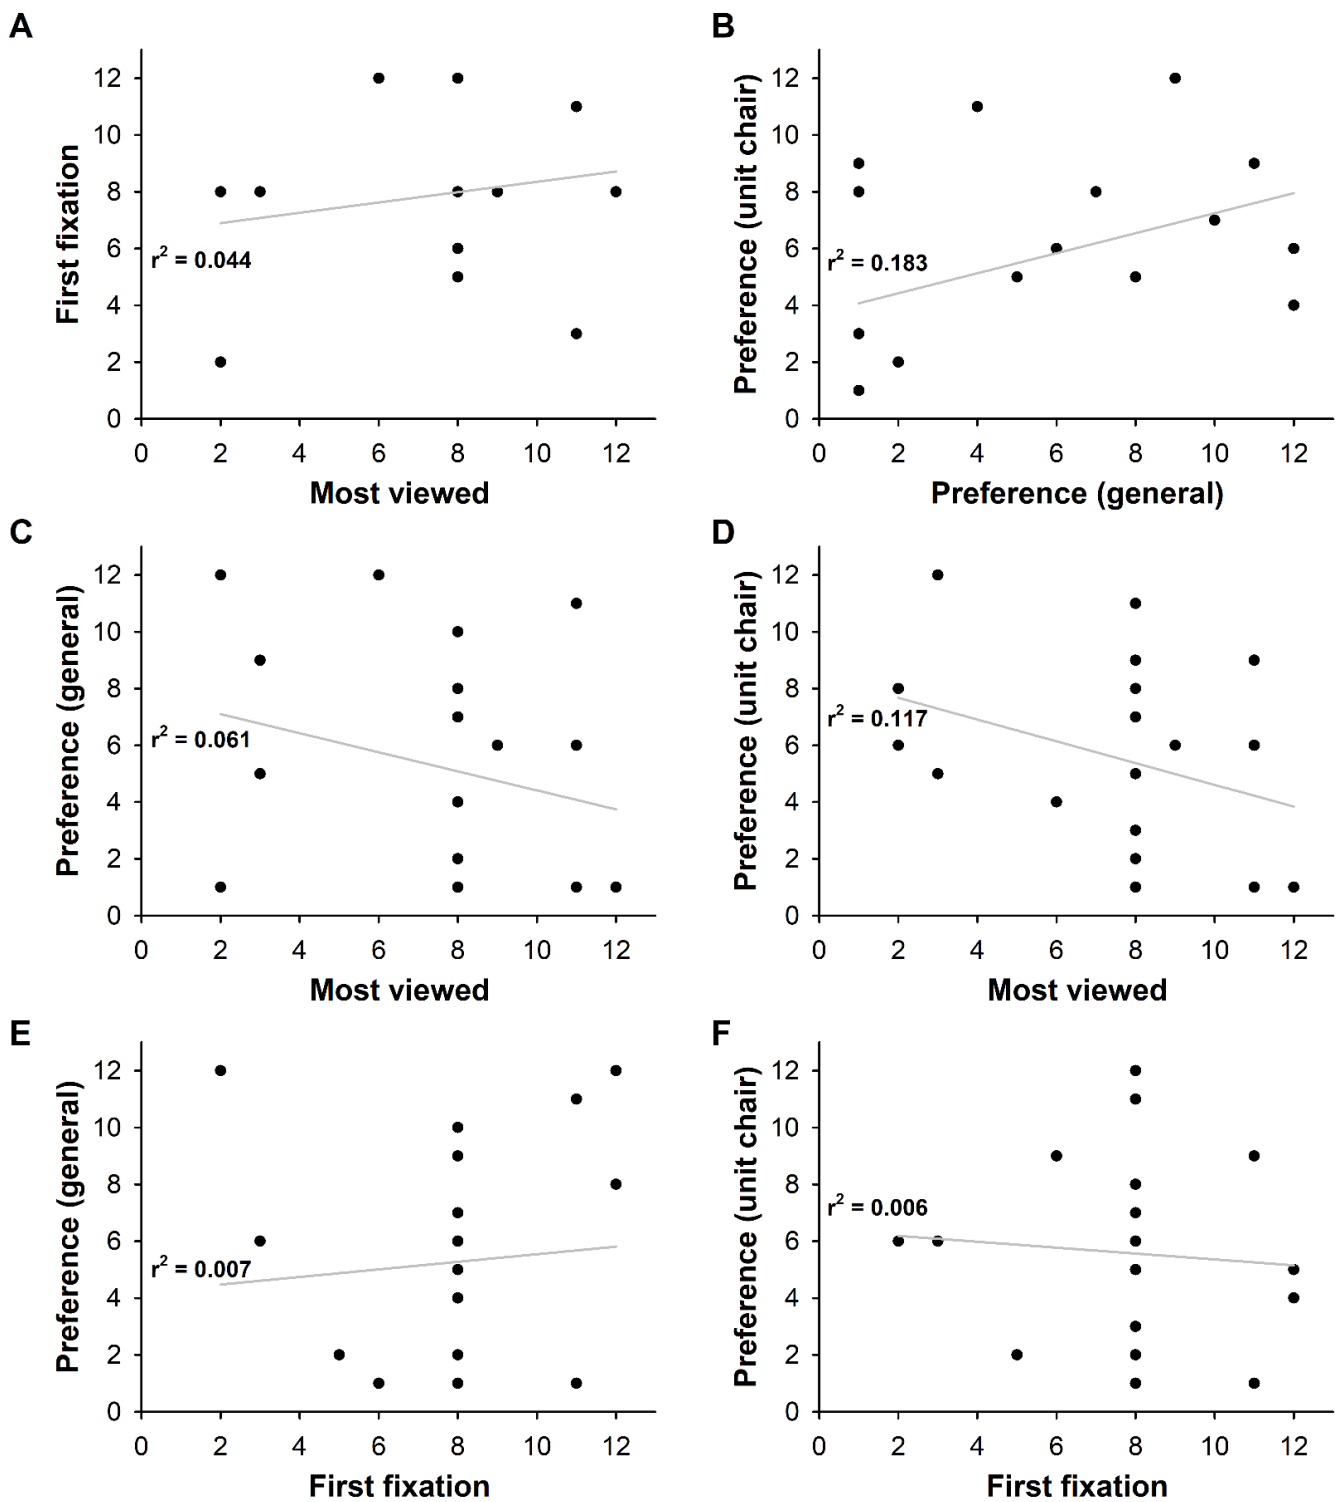 A
12
10
8
6
4
2
0
First fixation
r² = 0.044
0 2 4 6 8 10 12
Most viewed
B
12
10
8
6
4
2
0
Preference (unit chair)
r² = 0.183
0 2 4 6 8 10 12
Preference (general)
C
12
10
8
6
4
2
0
Preference (general)
r² = 0.061
0 2 4 6 8 10 12
Most viewed
D
12
10
8
6
4
2
0
Preference (unit chair)
r² = 0.117
0 2 4 6 8 10 12
Most viewed
E
12
10
8
6
4
2
0
Preference (general)
r² = 0.007
0 2 4 6 8 10 12
First fixation
F
12
10
8
6
4
2
0
Preference (unit chair)
r² = 0.006
0 2 4 6 8 10 12
First fixation